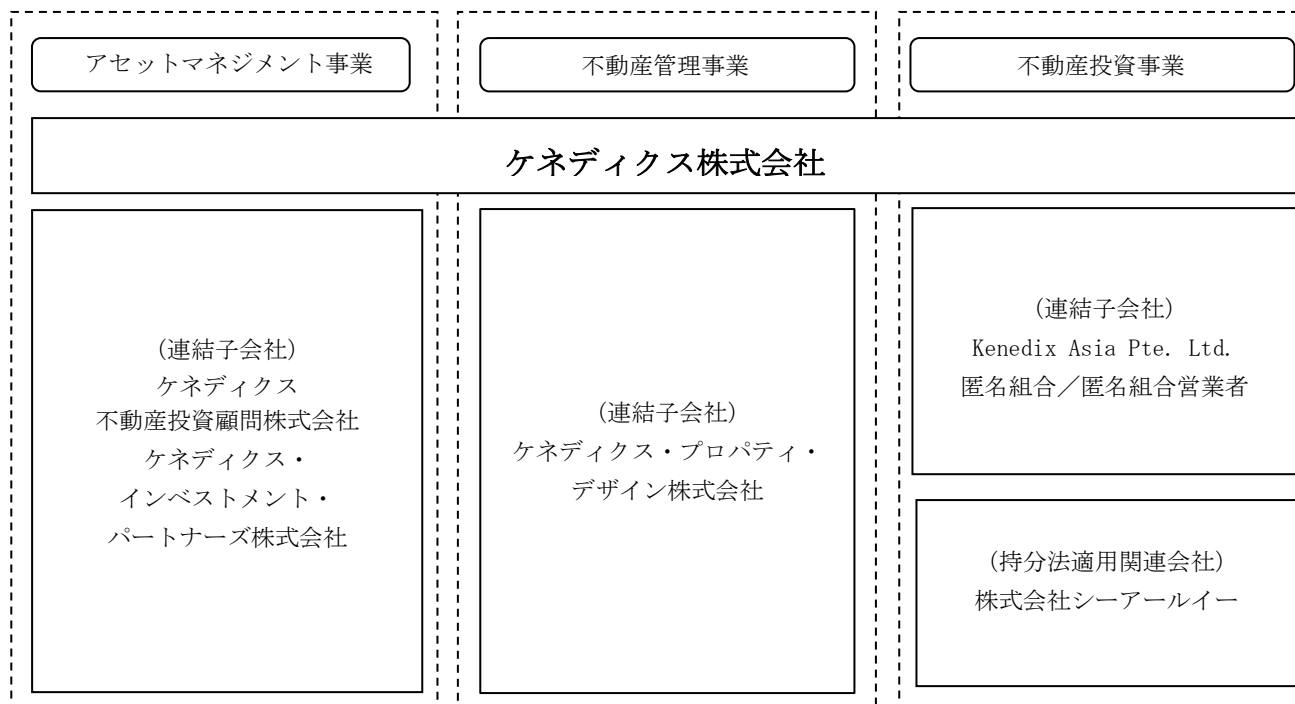 アセットマネジメント事業
不動産管理事業
不動産投資事業
ケネディクス株式会社
(連結子会社)
ケネディクス
不動産投資顧問株式会社
ケネディクス・
インベストメント・
パートナーズ株式会社
(連結子会社)
ケネディクス・プロパティ・
デザイン株式会社
(連結子会社)
Kenedix Asia Pte. Ltd.
匿名組合／匿名組合営業者
(持分法適用関連会社)
株式会社シーアールイー